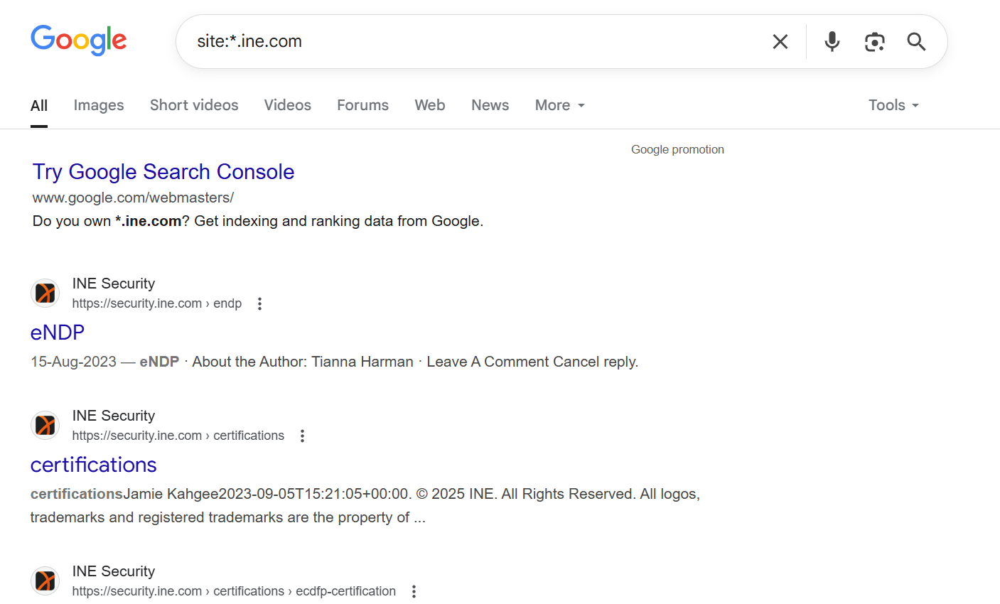 Google
site:*.ine.com
All Images Short videos Videos Forums Web News More Tools
Google promotion
Try Google Search Console
www.google.com/webmasters/
Do you own *.ine.com? Get indexing and ranking data from Google.
INE Security
https://security.ine.com › endp
eNDP
15-Aug-2023 — eNDP · About the Author: Tianna Harman · Leave A Comment Cancel reply.
INE Security
https://security.ine.com › certifications
certifications
certificationsJamie Kahgee2023-09-05T15:21:05+00:00. © 2025 INE. All Rights Reserved. All logos,
trademarks and registered trademarks are the property of ...
INE Security
https://security.ine.com › certifications › ecdfp-certification